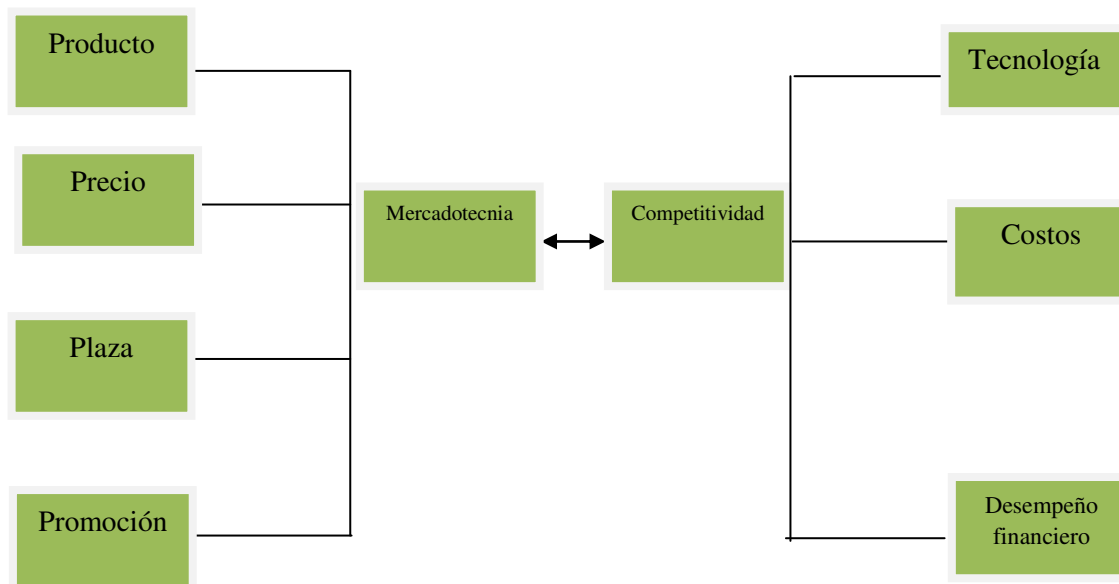 Producto
Precio
Plaza
Promoción
Mercadotecnia
Competitividad
Tecnología
Costos
Desempeño
financiero